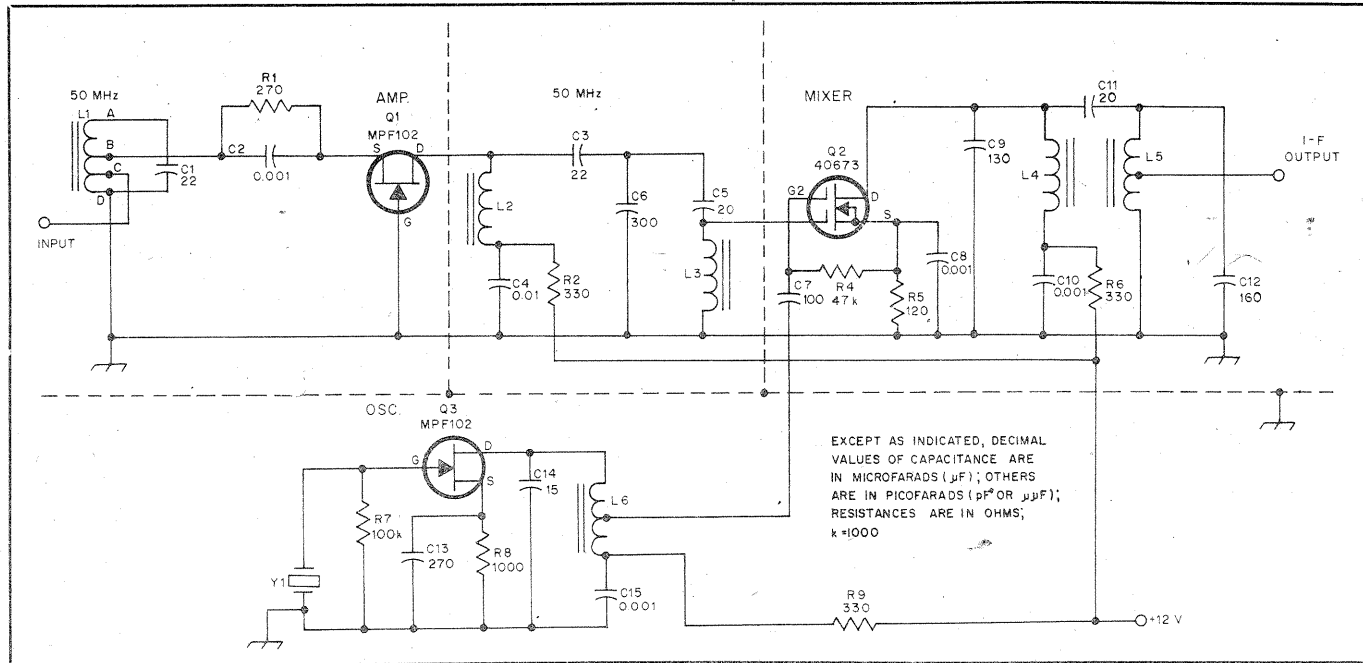 50 MHz
L1
A
B
C
D
C1
22
INPUT
R1
270
C2
0.001
AMP.
Q1
MPF102
S
D
G
50 MHz
L2
C3
22
C4
0.01
R2
330
C6
300
C5
20
L3
MIXER
Q2
40673
G2
D
S
C7
100
R4
47k
R5
120
C8
0.001
C9
130
L4
C10
0.001
R6
330
C11
20
L5
C12
160
I-F
OUTPUT
OSC.
Q3
MPF102
G
D
S
Y1
R7
100k
C13
270
R8
1000
C14
15
L6
C15
0.001
R9
330
+12 V
EXCEPT AS INDICATED, DECIMAL
VALUES OF CAPACITANCE ARE
IN MICROFARADS (µF); OTHERS
ARE IN PICOFARADS (pF OR µµF);
RESISTANCES ARE IN OHMS;
k=1000